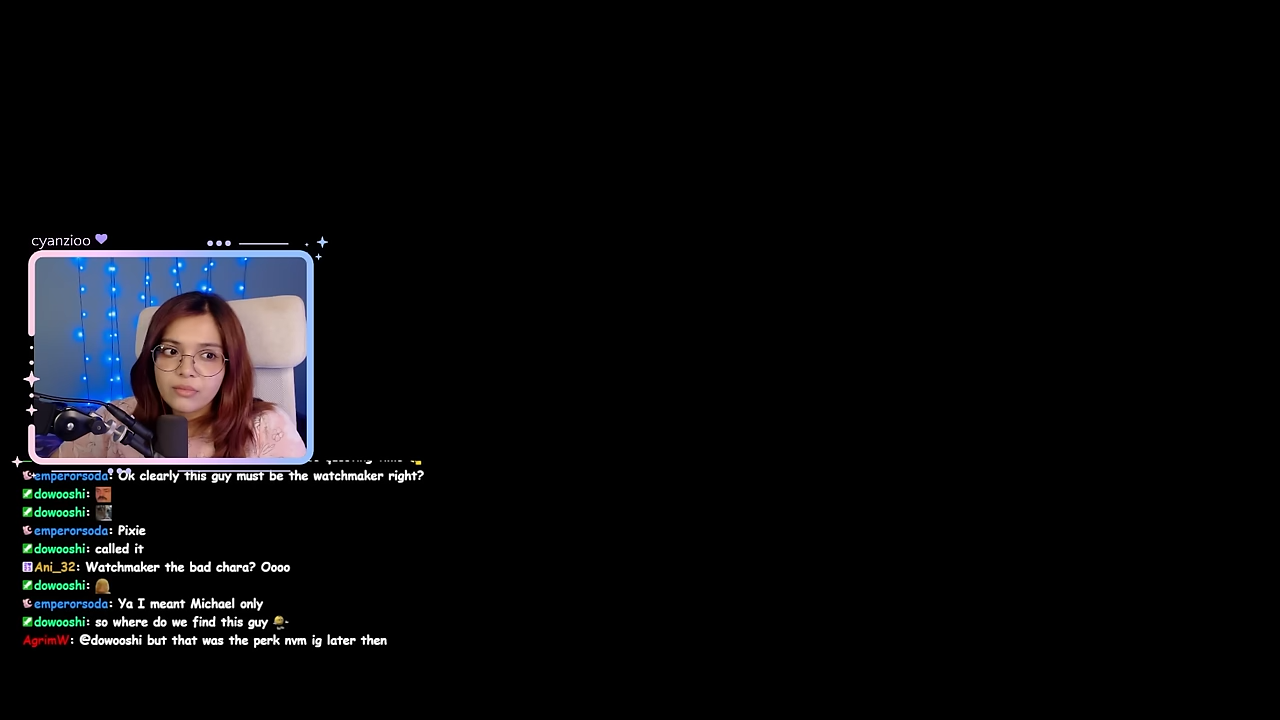 cyanzioo
emperorsoda: Ok clearly this guy must be the watchmaker right?
dowooshi:
dowooshi:
emperorsoda: Pixie
dowooshi: called it
Ani_32: Watchmaker the bad chara? Oooo
dowooshi:
emperorsoda: Ya I meant Michael only
dowooshi: so where do we find this guy
AgrimW: @dowooshi but that was the perk nvm ig later then